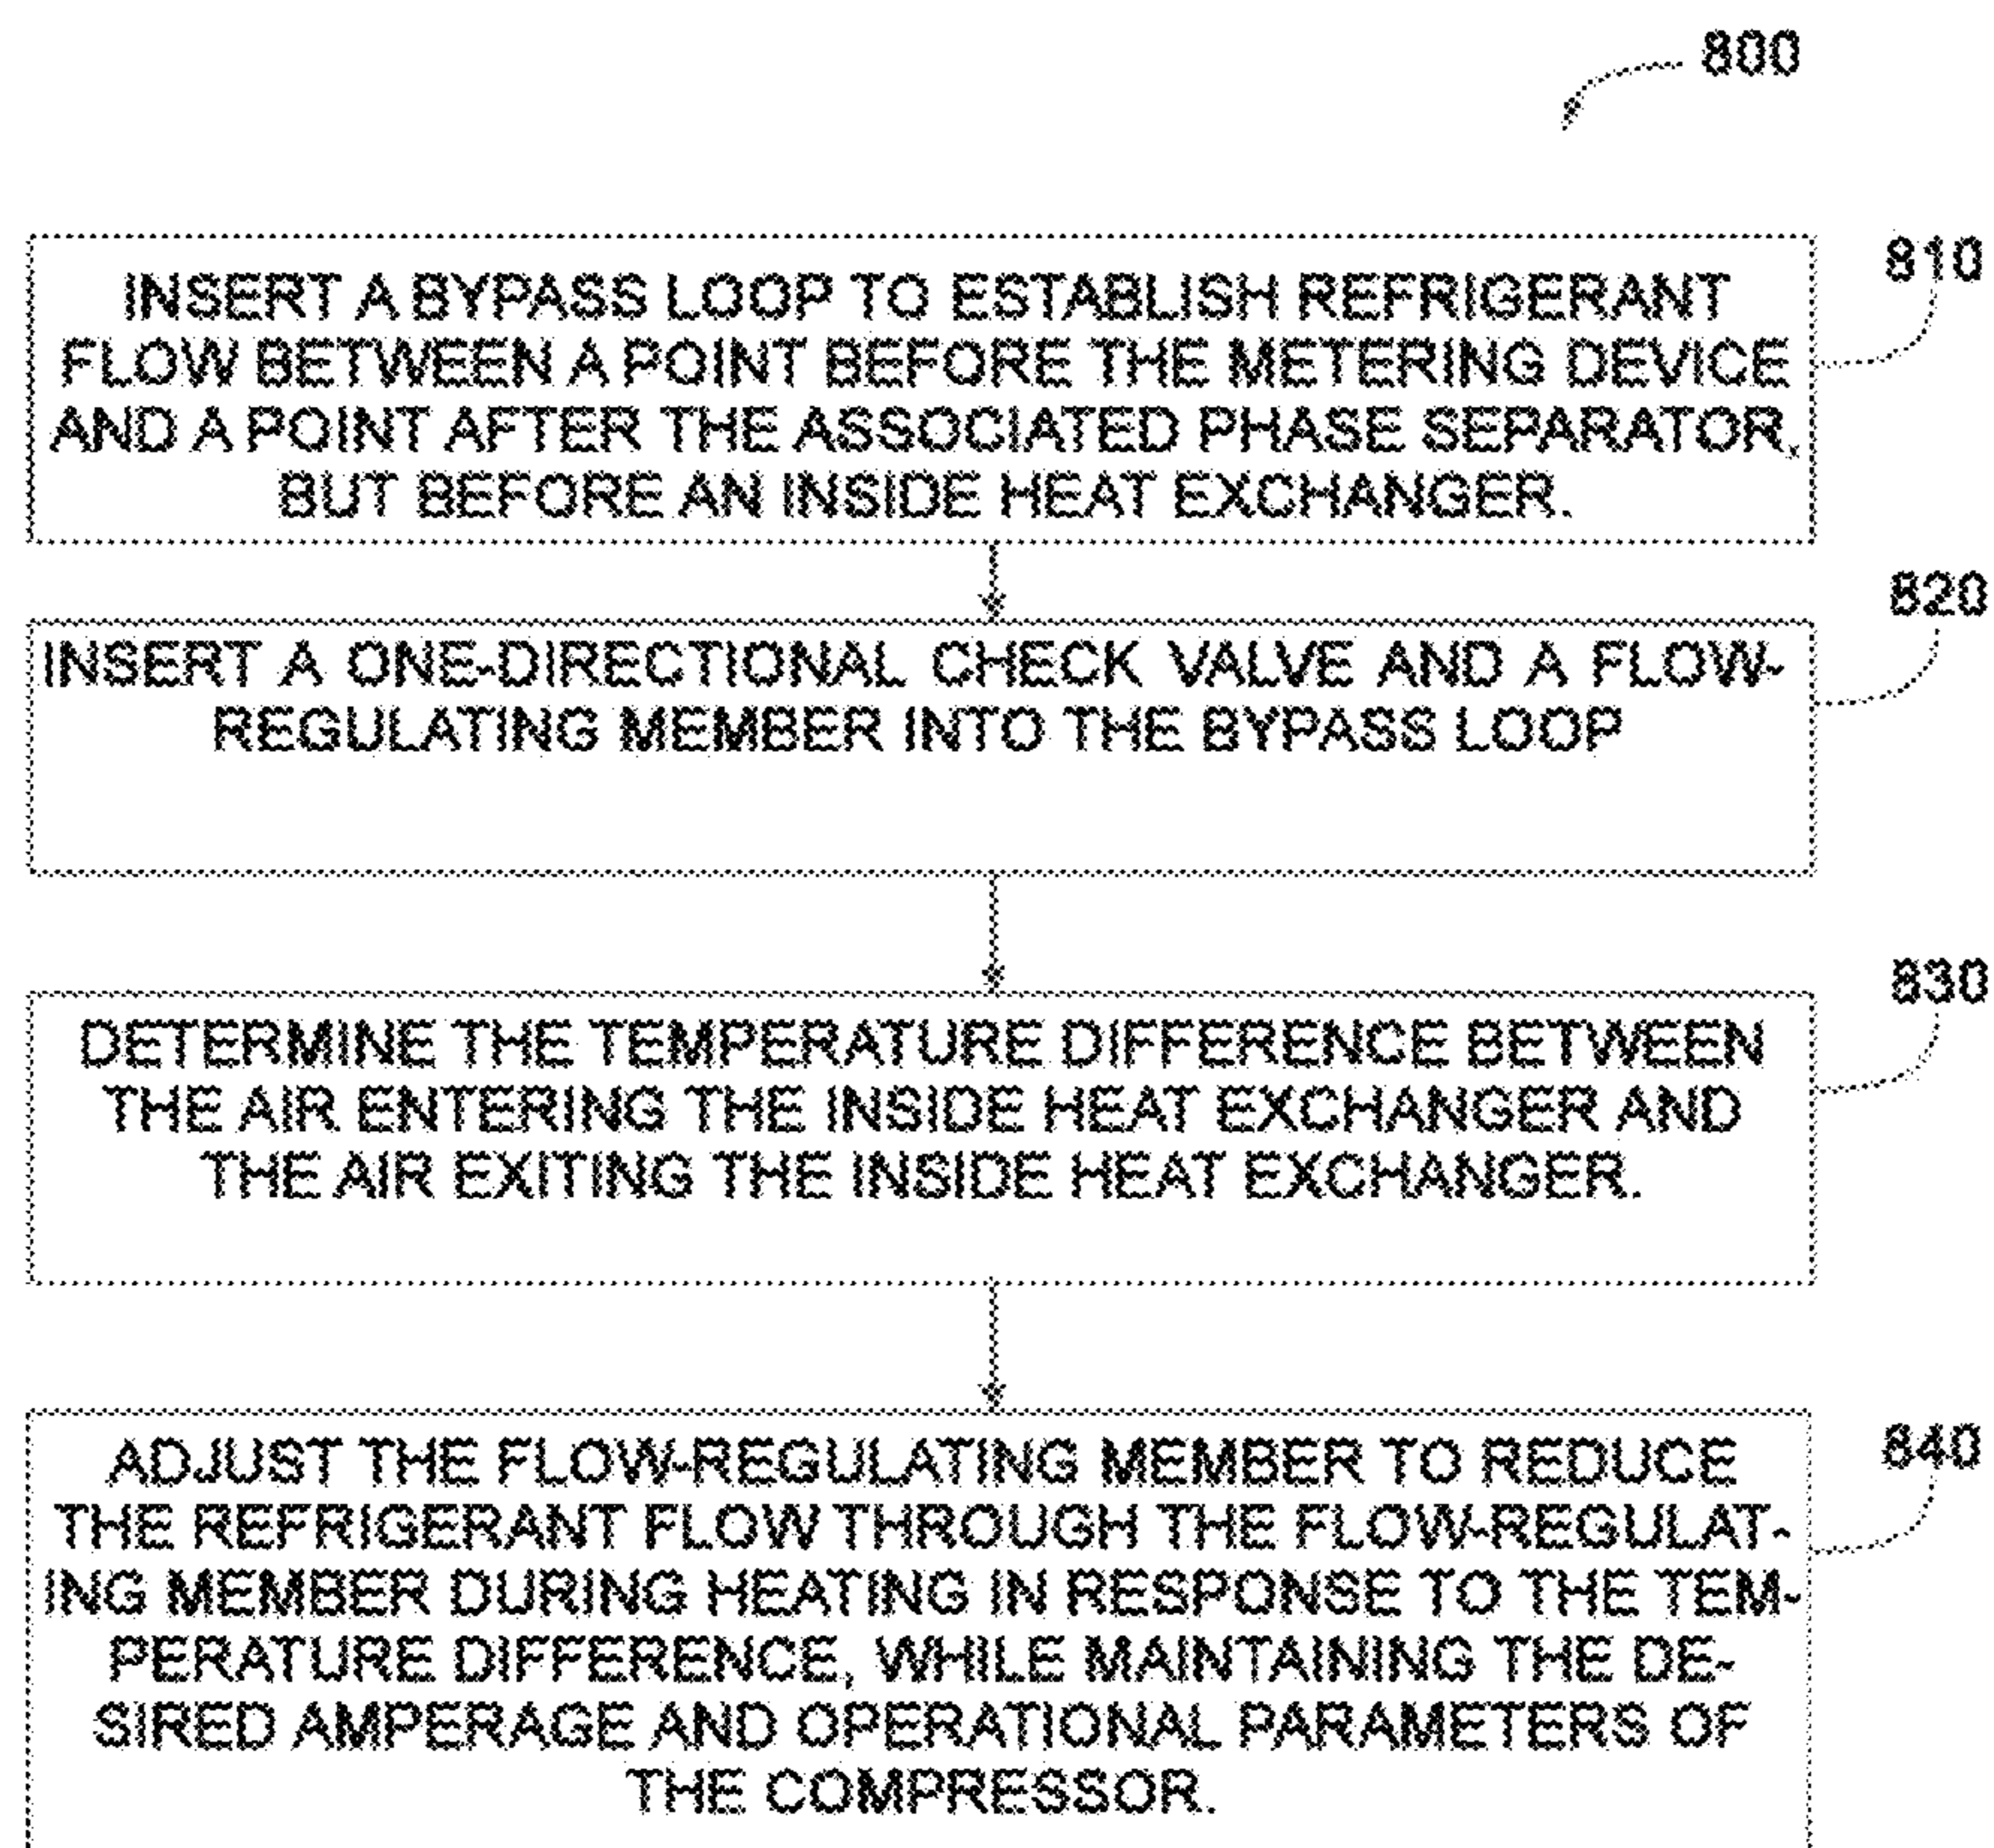 800
810
INSERT A BYPASS LOOP TO ESTABLISH REFRIGERANT
FLOW BETWEEN A POINT BEFORE THE METERING DEVICE
AND A POINT AFTER THE ASSOCIATED PHASE SEPARATOR,
BUT BEFORE AN INSIDE HEAT EXCHANGER.
820
INSERT A ONE-DIRECTIONAL CHECK VALVE AND A FLOW-
REGULATING MEMBER INTO THE BYPASS LOOP
830
DETERMINE THE TEMPERATURE DIFFERENCE BETWEEN
THE AIR ENTERING THE INSIDE HEAT EXCHANGER AND
THE AIR EXITING THE INSIDE HEAT EXCHANGER.
840
ADJUST THE FLOW-REGULATING MEMBER TO REDUCE
THE REFRIGERANT FLOW THROUGH THE FLOW-REGULAT-
ING MEMBER DURING HEATING IN RESPONSE TO THE TEM-
PERATURE DIFFERENCE, WHILE MAINTAINING THE DE-
SIRED AMPERAGE AND OPERATIONAL PARAMETERS OF
THE COMPRESSOR.